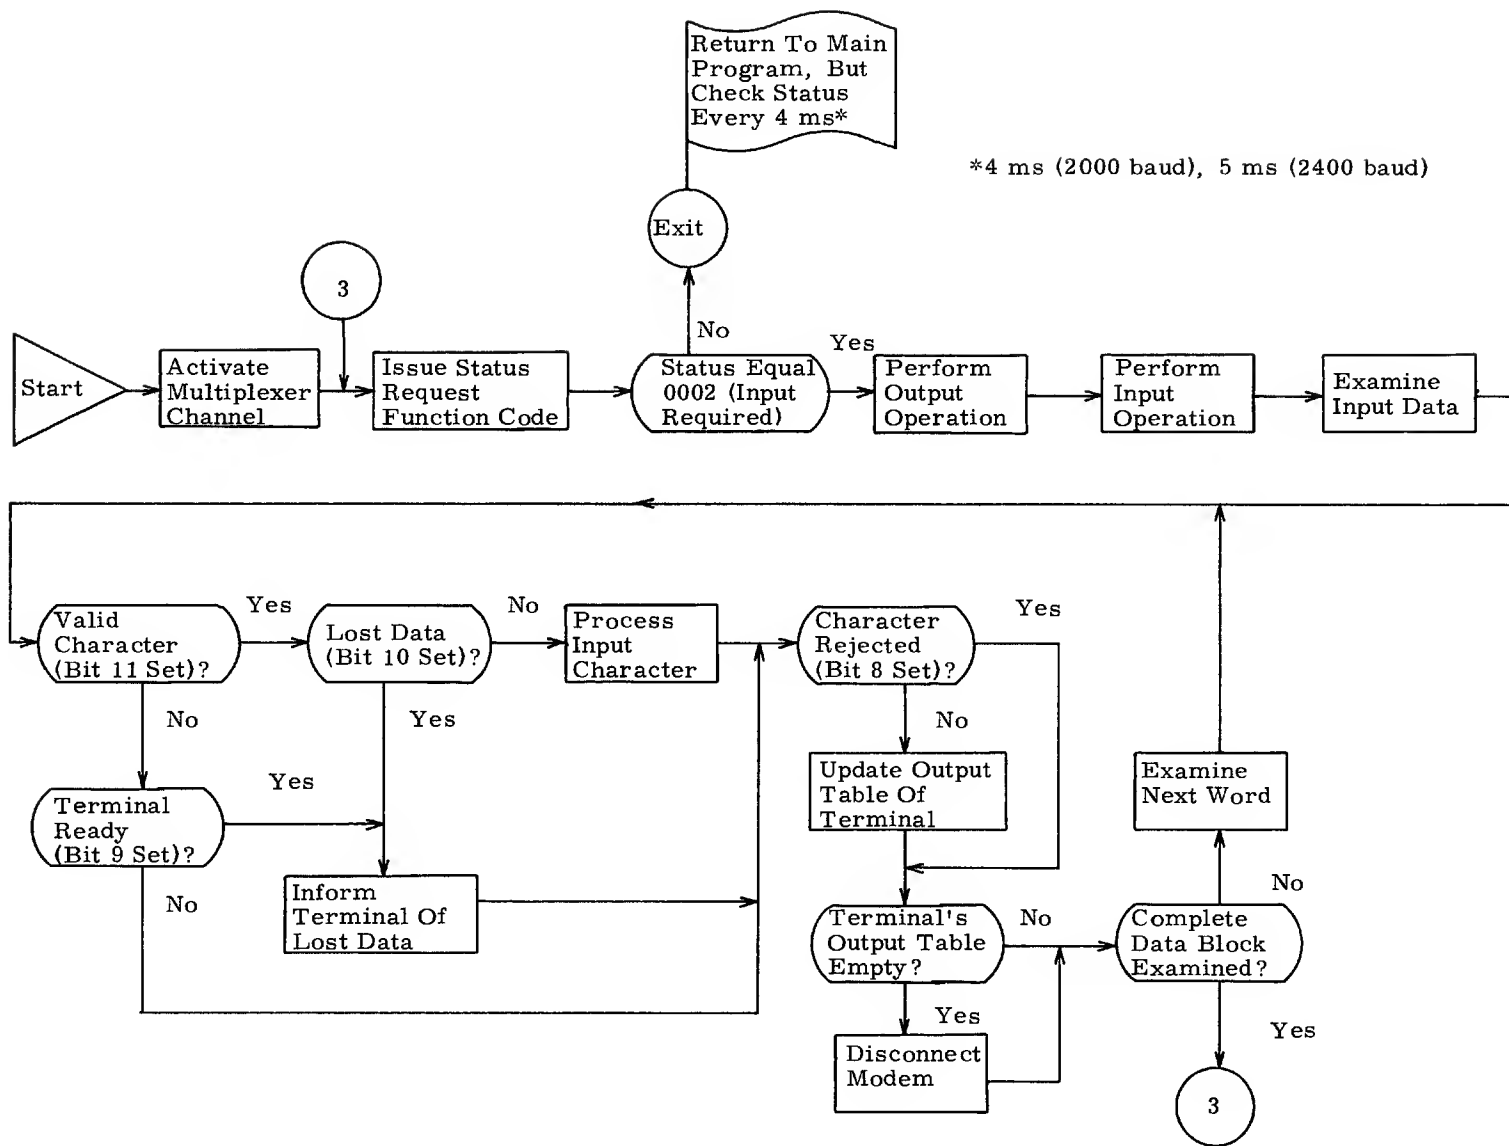 Return To Main
Program, But
Check Status
Every 4 ms*
*4 ms (2000 baud), 5 ms (2400 baud)
Exit
3
No
Yes
Start
Activate
Multiplexer
Channel
Issue Status
Request
Function Code
Status Equal
0002 (Input
Required)
Perform
Output
Operation
Perform
Input
Operation
Examine
Input Data
Valid
Character
(Bit 11 Set)?
Yes
Lost Data
(Bit 10 Set)?
No
Process
Input
Character
Character
Rejected
(Bit 8 Set)?
Yes
No
Yes
No
Terminal
Ready
(Bit 9 Set)?
Yes
Update Output
Table Of
Terminal
Examine
Next Word
No
Inform
Terminal Of
Lost Data
Terminal's
Output Table
Empty?
No
No
Complete
Data Block
Examined?
Yes
Yes
Disconnect
Modem
3